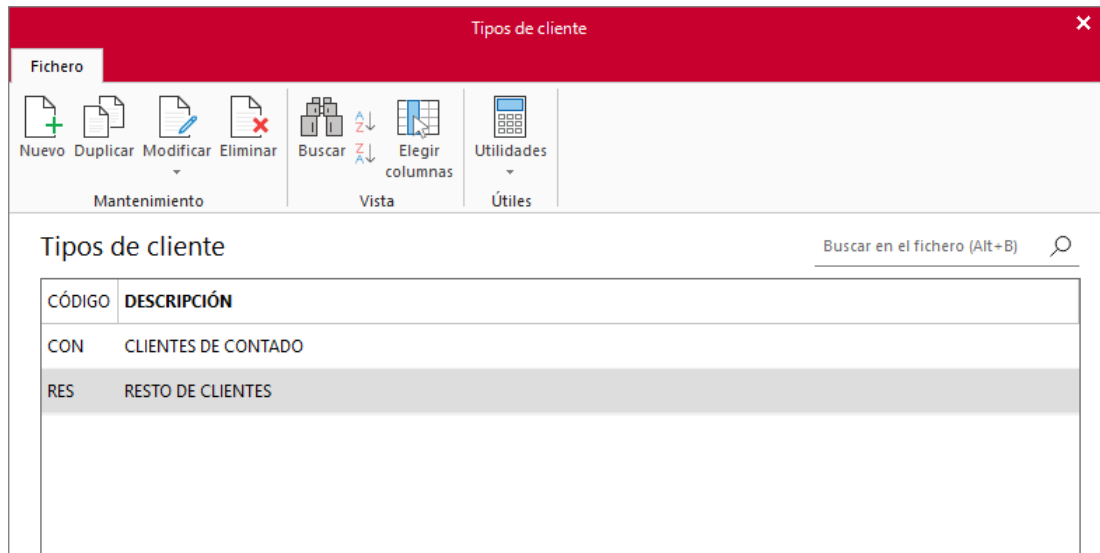 Tipos de cliente
Fichero
Nuevo Duplicar Modificar Eliminar Buscar Elegir columnas Utilidades
Mantenimiento Vista Útiles
Tipos de cliente
Buscar en el fichero (Alt+B)
CÓDIGO DESCRIPCIÓN
CON CLIENTES DE CONTADO
RES RESTO DE CLIENTES